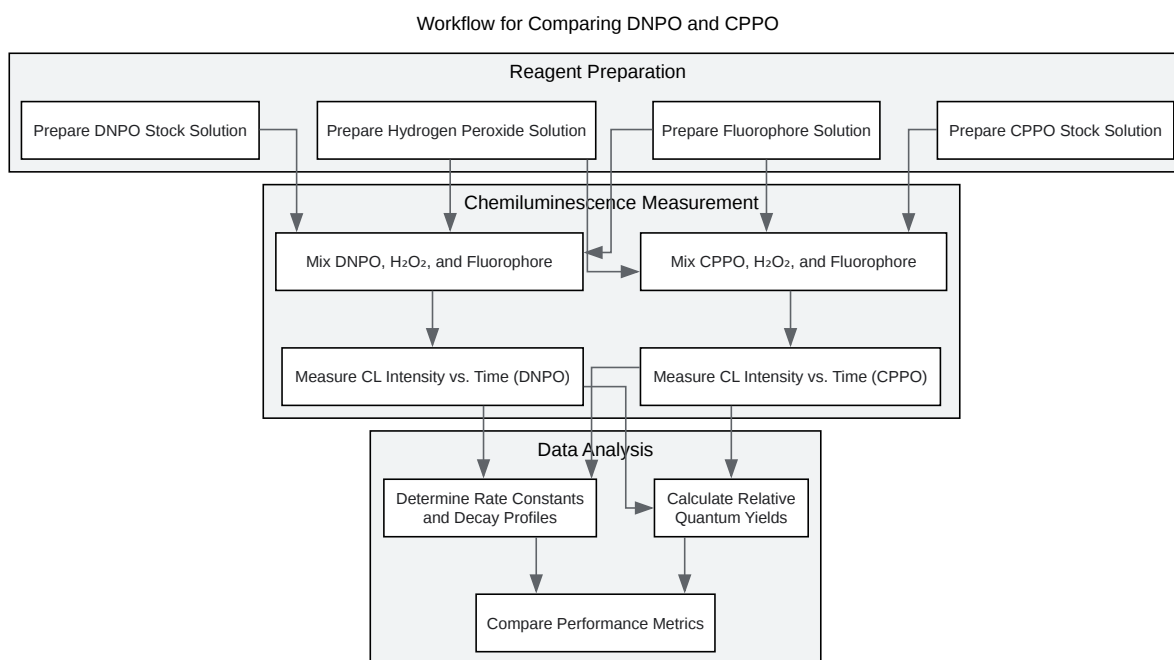 Workflow for Comparing DNPO and CPPO
Reagent Preparation
Prepare DNPO Stock Solution
Prepare Hydrogen Peroxide Solution
Prepare Fluorophore Solution
Prepare CPPO Stock Solution
Chemiluminescence Measurement
Mix DNPO, H₂O₂, and Fluorophore
Mix CPPO, H₂O₂, and Fluorophore
Measure CL Intensity vs. Time (DNPO)
Measure CL Intensity vs. Time (CPPO)
Data Analysis
Determine Rate Constants
and Decay Profiles
Calculate Relative
Quantum Yields
Compare Performance Metrics